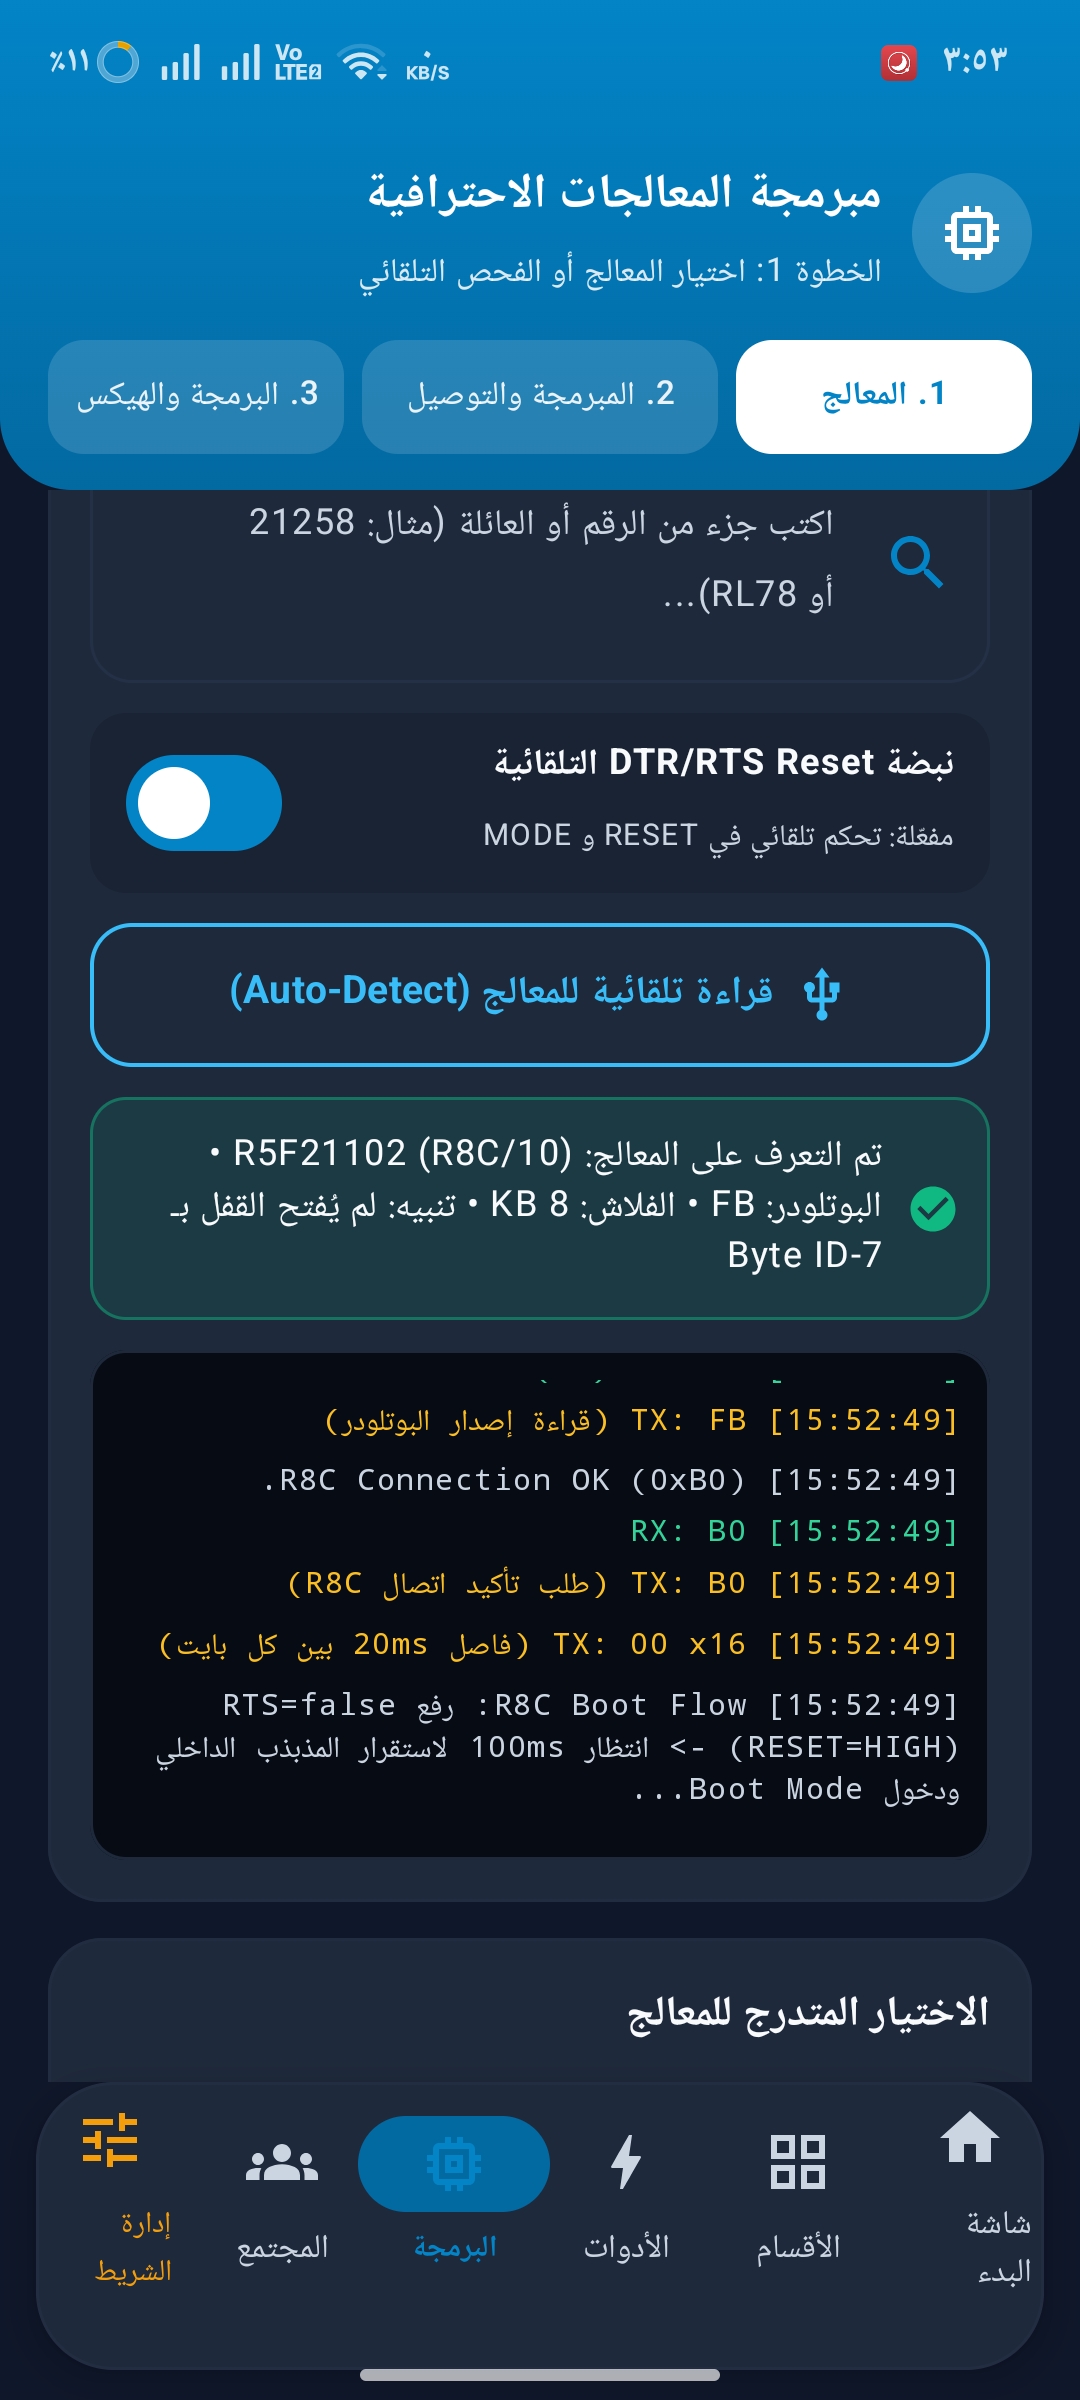 ٣:٥٣
KB/S ٠
Vo LTE2
٪١١
مبرمجة المعالجات الاحترافية
الخطوة 1: اختيار المعالج أو الفحص التلقائي
1. المعالج
2. المبرمجة والتوصيل
3. البرمجة والهيكس
اكتب جزء من الرقم أو العائلة (مثال: 21258
أو RL78)...
نبضة DTR/RTS Reset التلقائية
مفعّلة: تحكم تلقائي في RESET و MODE
قراءة تلقائية للمعالج (Auto-Detect)
تم التعرف على المعالج: R5F21102 (R8C/10) •
البوتلودر: FB • الفلاش: 8 KB • تنبيه: لم يُفتح القفل بـ
7-Byte ID
[15:52:49] TX: FB (قراءة إصدار البوتلودر)
[15:52:49] R8C Connection OK (0xB0).
[15:52:49] RX: B0
[15:52:49] TX: B0 (طلب تأكيد اتصال R8C)
[15:52:49] TX: 00 x16 (فاصل 20ms بين كل بايت)
[15:52:49] R8C Boot Flow: رفع RTS=false
(RESET=HIGH) -> انتظار 100ms لاستقرار المذبذب الداخلي
ودخول Boot Mode...
الاختيار المتدرج للمعالج
شاشة
البدء
الأقسام
الأدوات
البرمجة
المجتمع
إدارة
الشريط